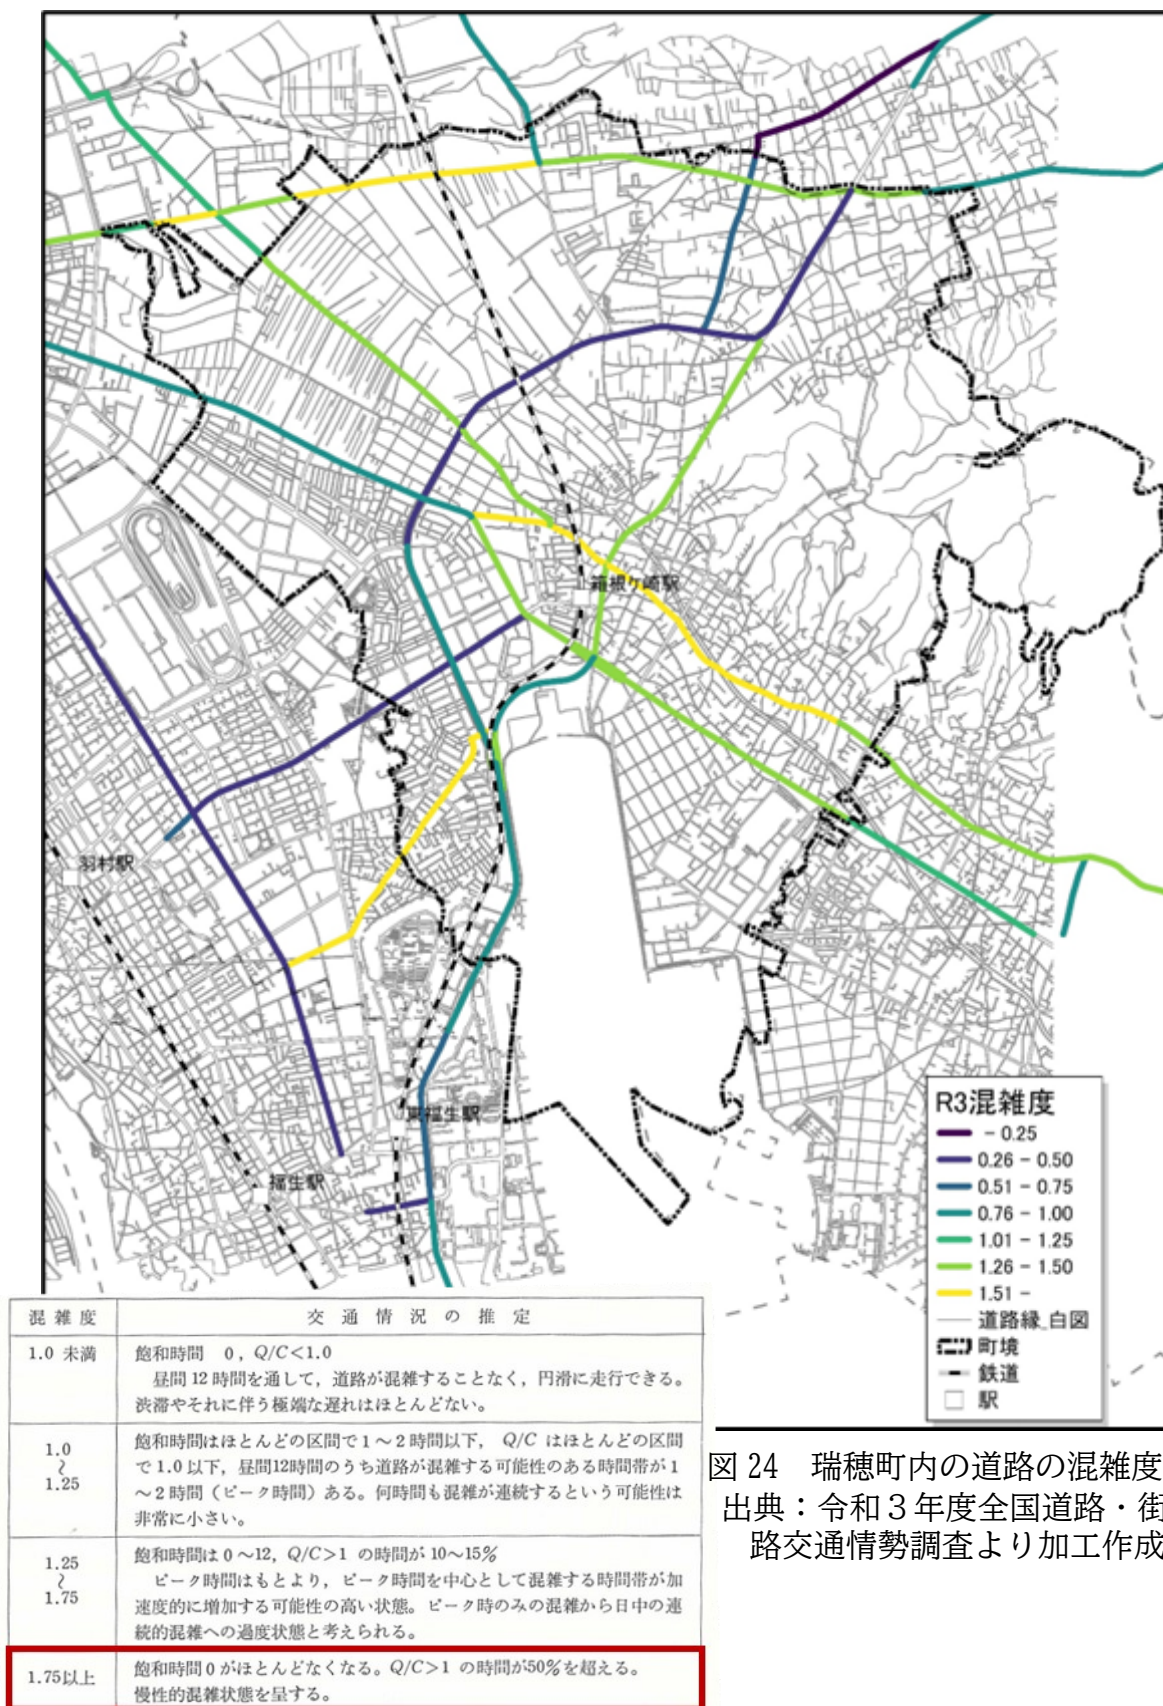 箱根ケ崎駅
羽村駅
東福生駅
福生駅
R3混雑度
- 0.25
0.26 - 0.50
0.51 - 0.75
0.76 - 1.00
1.01 - 1.25
1.26 - 1.50
1.51 -
道路縁_白図
町境
鉄道
駅
混雑度 交通情況の推定
1.0 未満 飽和時間 0, Q/C<1.0
昼間12時間を通して,道路が混雑することなく,円滑に走行できる。
渋滞やそれに伴う極端な遅れはほとんどない。
1.0 〜 1.25 飽和時間はほとんどの区間で1〜2時間以下, Q/C はほとんどの区間
で1.0以下,昼間12時間のうち道路が混雑する可能性のある時間帯が1
〜2時間(ピーク時間)ある。何時間も混雑が連続するという可能性は
非常に小さい。
1.25 〜 1.75 飽和時間は0〜12, Q/C>1 の時間が10〜15%
ピーク時間はもとより,ピーク時間を中心として混雑する時間帯が加
速度的に増加する可能性の高い状態。ピーク時のみの混雑から日中の連
続的混雑への過度状態と考えられる。
1.75以上 飽和時間0がほとんどなくなる。Q/C>1 の時間が50%を超える。
慢性的混雑状態を呈する。
図24 瑞穂町内の道路の混雑度
出典:令和3年度全国道路・街
路交通情勢調査より加工作成